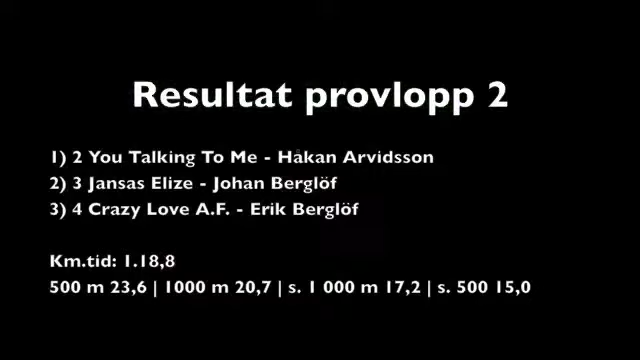 Resultat provlopp 2
1) 2 You Talking To Me - Håkan Arvidsson
2) 3 Jansas Elize - Johan Berglöf
3) 4 Crazy Love A.F. - Erik Berglöf
Km.tid: 1.18,8
500 m 23,6 | 1000 m 20,7 | s. 1 000 m 17,2 | s. 500 15,0